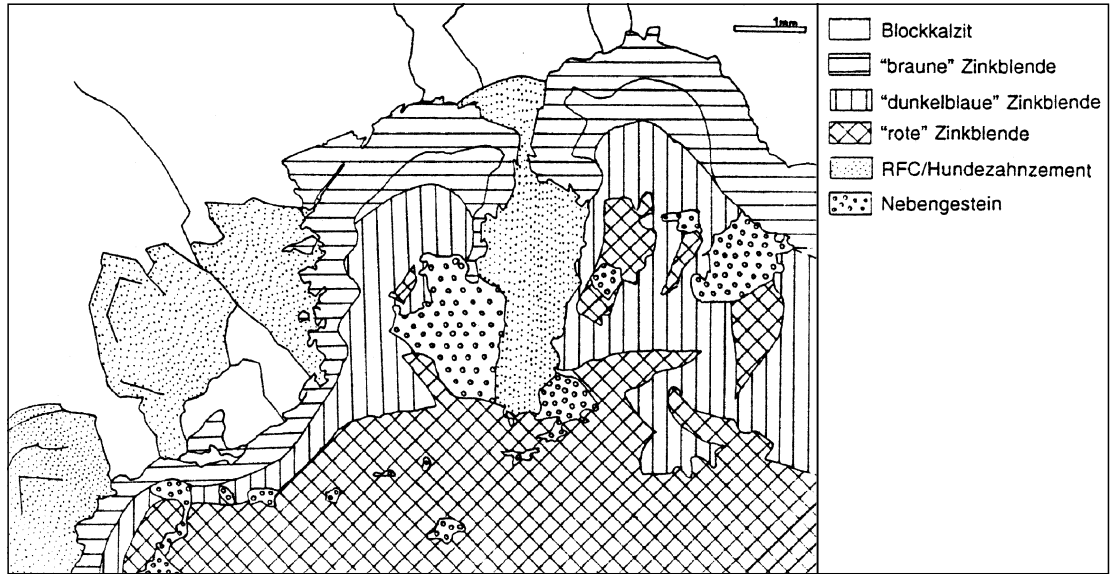 1mm
Blockkalzit
"braune" Zinkblende
"dunkelblaue" Zinkblende
"rote" Zinkblende
RFC/Hundezahnzement
Nebengestein